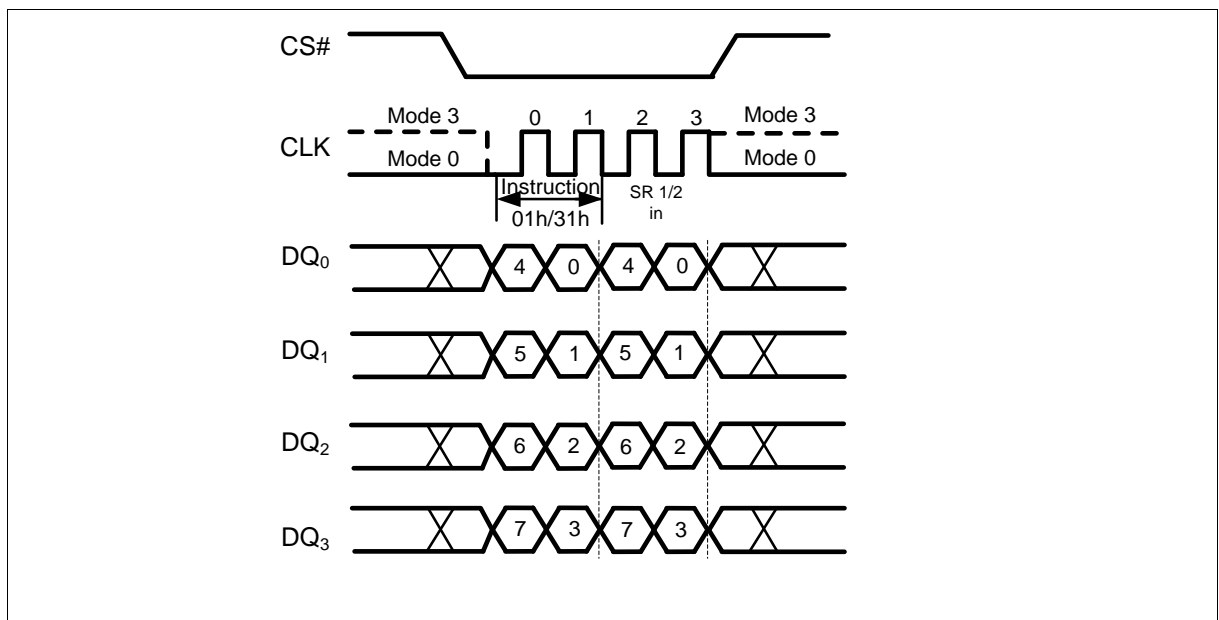 CS#
Mode 3 0 1 2 3 Mode 3
CLK
Mode 0 Mode 0
Instruction SR 1/2
01h/31h in
DQ0 4 0 4 0
DQ1 5 1 5 1
DQ2 6 2 6 2
DQ3 7 3 7 3